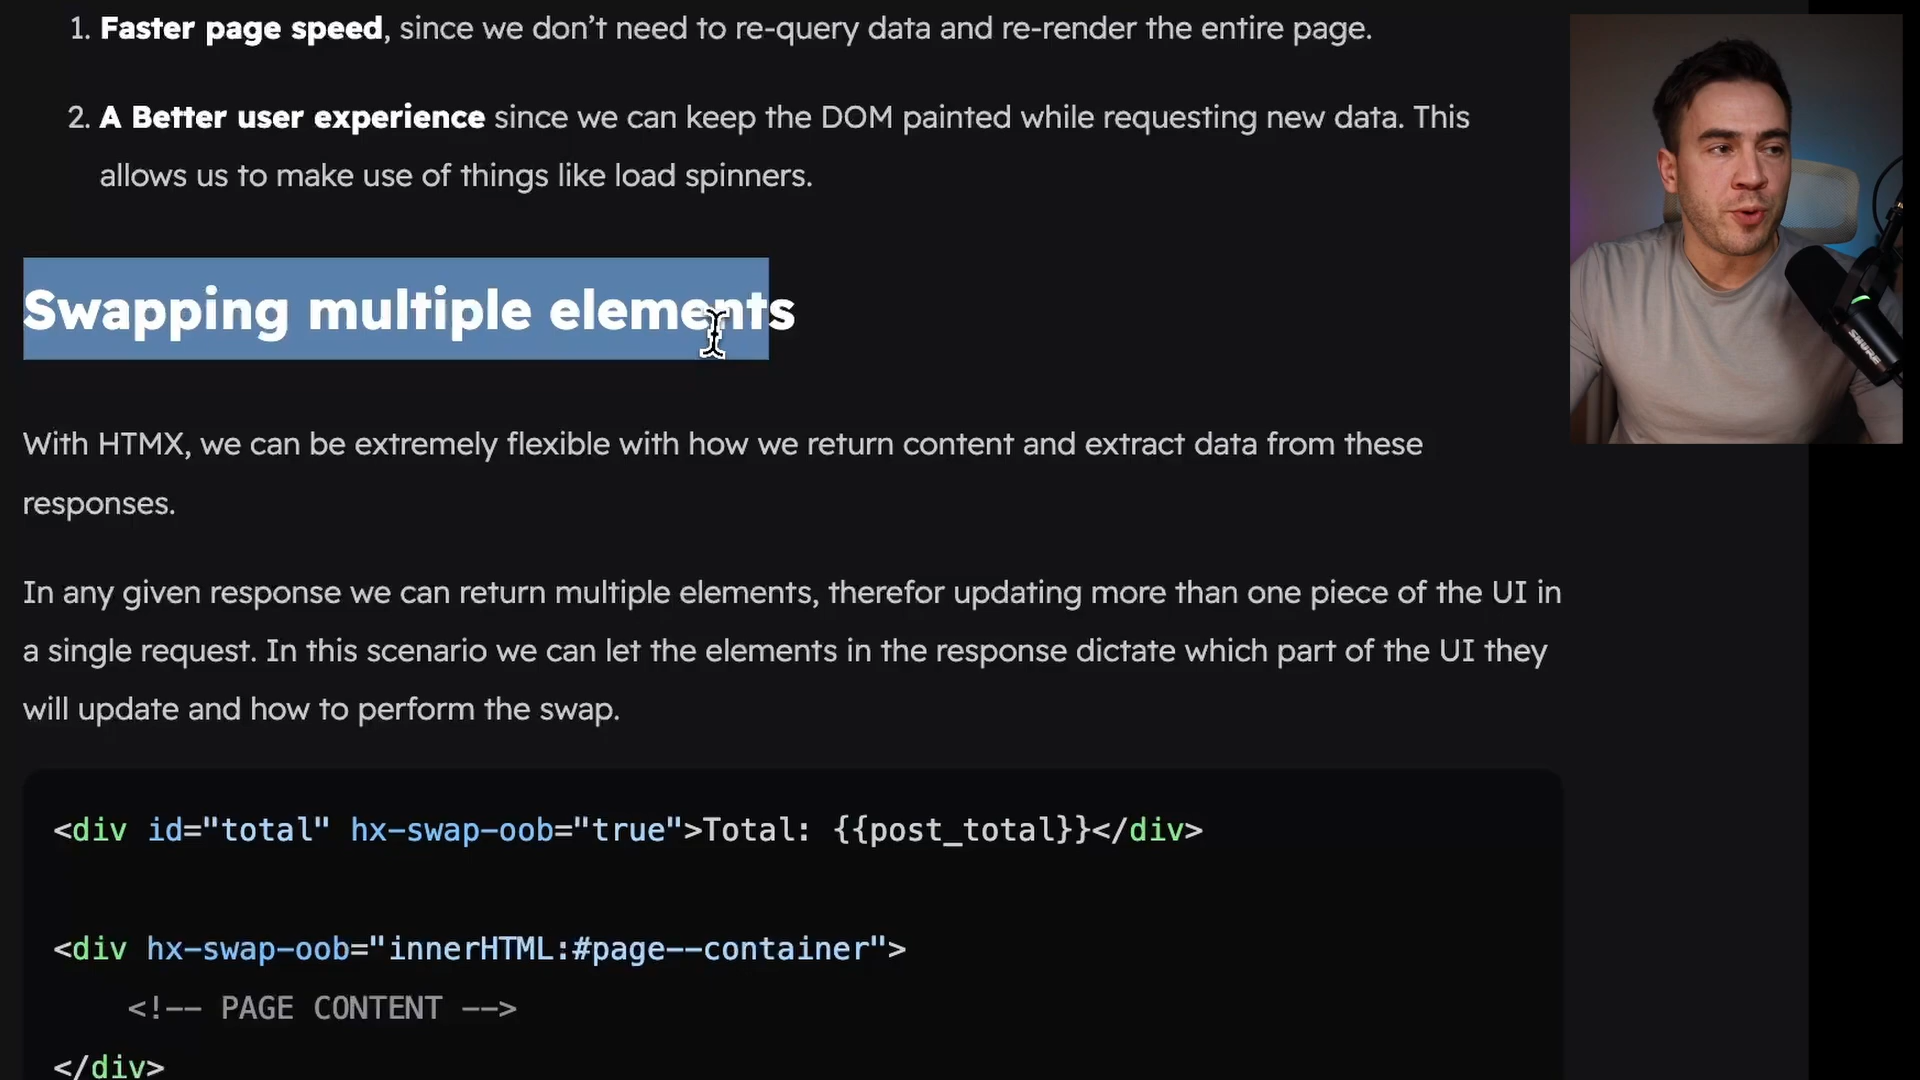 1. Faster page speed, since we don't need to re-query data and re-render the entire page.
2. A Better user experience since we can keep the DOM painted while requesting new data. This
allows us to make use of things like load spinners.
Swapping multiple elements
With HTMX, we can be extremely flexible with how we return content and extract data from these
responses.
In any given response we can return multiple elements, therefor updating more than one piece of the UI in
a single request. In this scenario we can let the elements in the response dictate which part of the UI they
will update and how to perform the swap.
<div id="total" hx-swap-oob="true">Total: {{post_total}}</div>
<div hx-swap-oob="innerHTML:#page--container">
<!-- PAGE CONTENT -->
</div>
SHURE